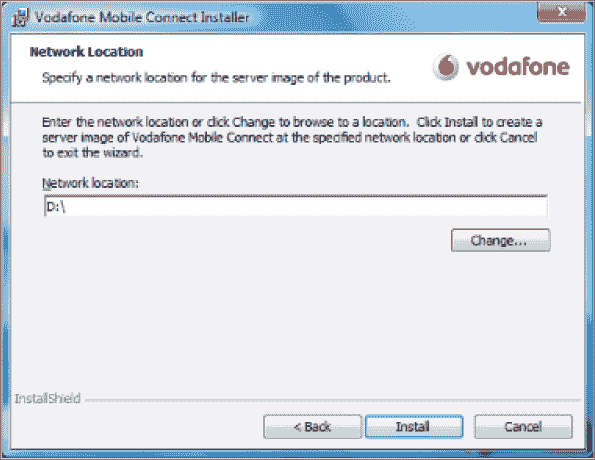 Vodafone Mobile Connect Installer
Network Location
Specify a network location for the server image of the product.
vodafone
Enter the network location or click Change to browse to a location. Click Install to create a
server image of Vodafone Mobile Connect at the specified network location or click Cancel
to exit the wizard.
Network location:
D:\
Change...
InstallShield
< Back
Install
Cancel